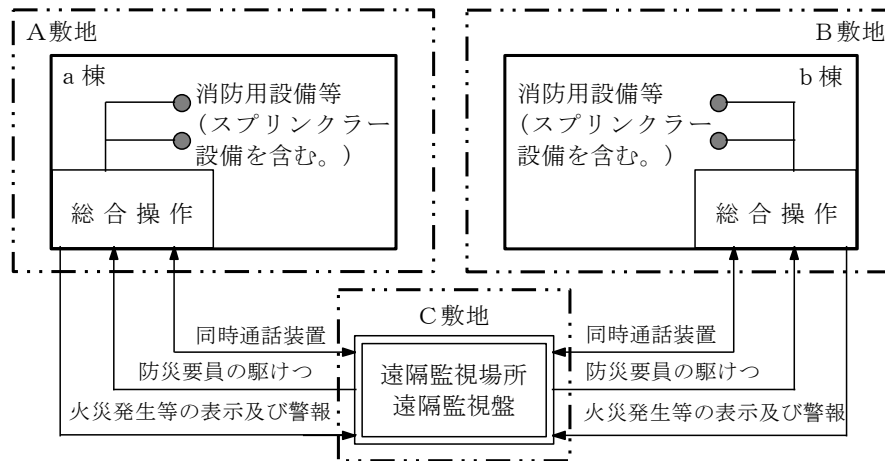 A敷地
a棟
消防用設備等
(スプリンクラー
設備を含む。)
総合操作
B敷地
b棟
消防用設備等
(スプリンクラー
設備を含む。)
総合操作
C敷地
同時通話装置
防災要員の駆けつ
火災発生等の表示及び警報
遠隔監視場所
遠隔監視盤
同時通話装置
防災要員の駆けつ
火災発生等の表示及び警報